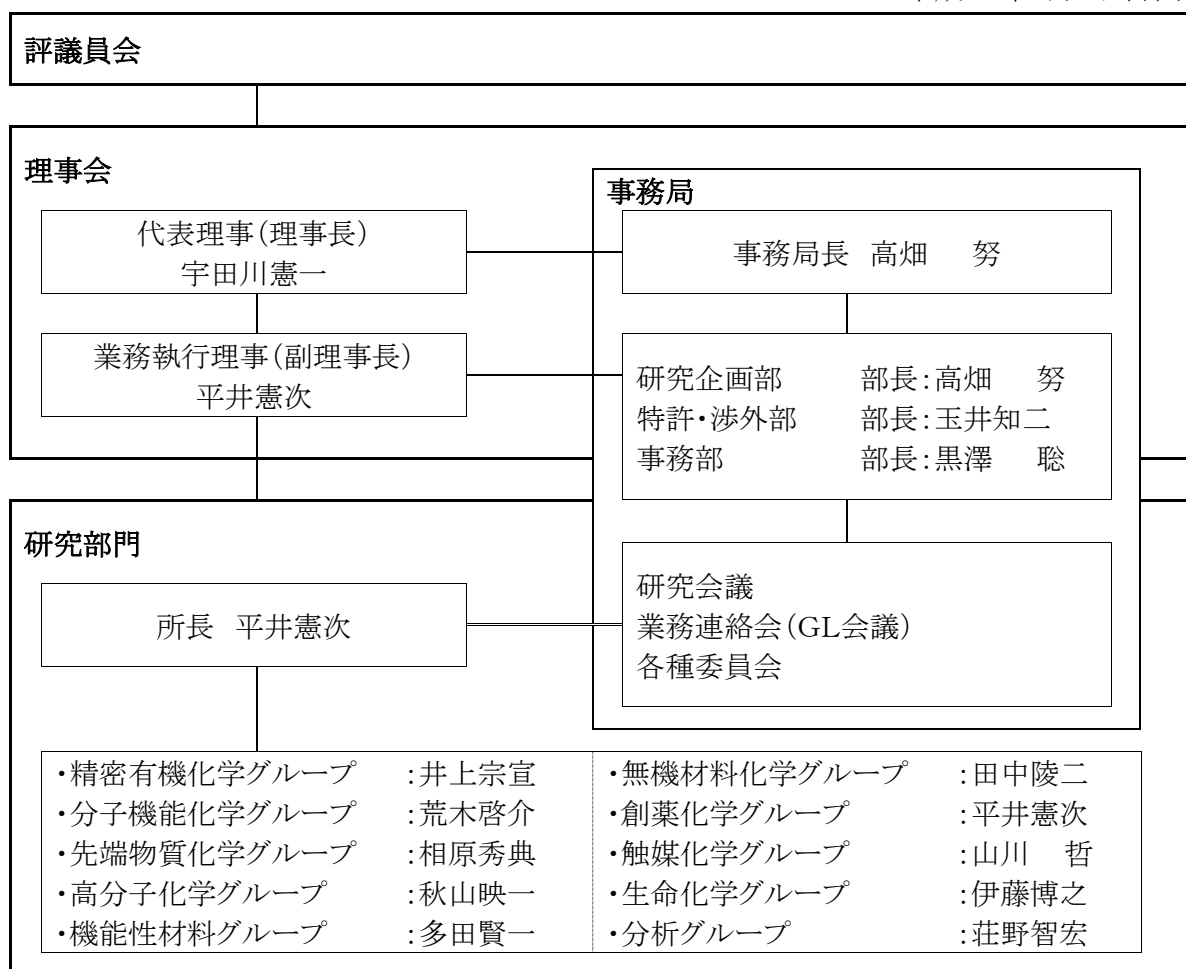 評議員会
理事会
代表理事(理事長)
宇田川憲一
業務執行理事(副理事長)
平井憲次
事務局
事務局長 高畑 努
研究企画部 部長:高畑 努
特許・渉外部 部長:玉井知二
事務部 部長:黒澤 聡
研究会議
業務連絡会(GL会議)
各種委員会
研究部門
所長 平井憲次
・精密有機化学グループ :井上宗宣
・分子機能化学グループ :荒木啓介
・先端物質化学グループ :相原秀典
・高分子化学グループ :秋山映一
・機能性材料グループ :多田賢一
・無機材料化学グループ :田中陵二
・創薬化学グループ :平井憲次
・触媒化学グループ :山川 哲
・生命化学グループ :伊藤博之
・分析グループ :荘野智宏